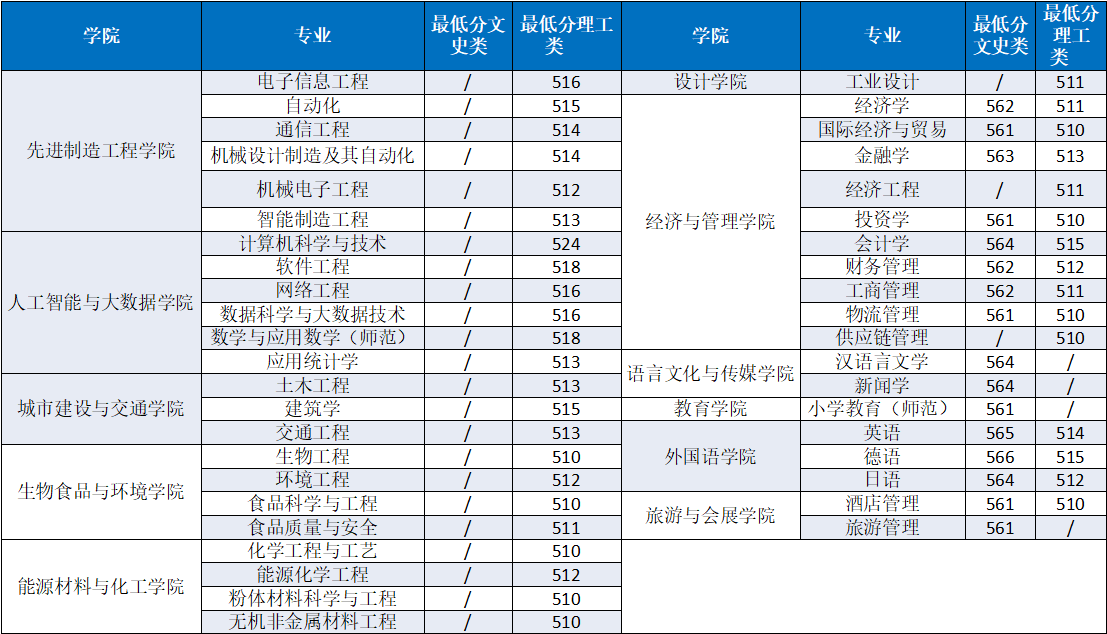 学院 专业 最低分文史类 最低分理工类 学院 专业 最低分文史类 最低分理工类
先进制造工程学院 电子信息工程 / 516 设计学院 工业设计 / 511
自动化 / 515 经济与管理学院 经济学 562 511
通信工程 / 514 国际经济与贸易 561 510
机械设计制造及其自动化 / 514 金融学 563 513
机械电子工程 / 512 经济工程 / 511
智能制造工程 / 513 投资学 561 510
人工智能与大数据学院 计算机科学与技术 / 524 会计学 564 515
软件工程 / 518 财务管理 562 512
网络工程 / 516 工商管理 562 511
数据科学与大数据技术 / 516 物流管理 561 510
数学与应用数学（师范） / 518 供应链管理 / 510
应用统计学 / 513 语言文化与传媒学院 汉语言文学 564 /
城市建设与交通学院 土木工程 / 513 新闻学 564 /
建筑学 / 515 教育学院 小学教育（师范） 561 /
交通工程 / 513 外国语学院 英语 565 514
生物食品与环境学院 生物工程 / 510 德语 566 515
环境工程 / 512 日语 564 512
食品科学与工程 / 510 旅游与会展学院 酒店管理 561 510
食品质量与安全 / 511 旅游管理 561 /
能源材料与化工学院 化学工程与工艺 / 510
能源化学工程 / 512
粉体材料科学与工程 / 510
无机非金属材料工程 / 510